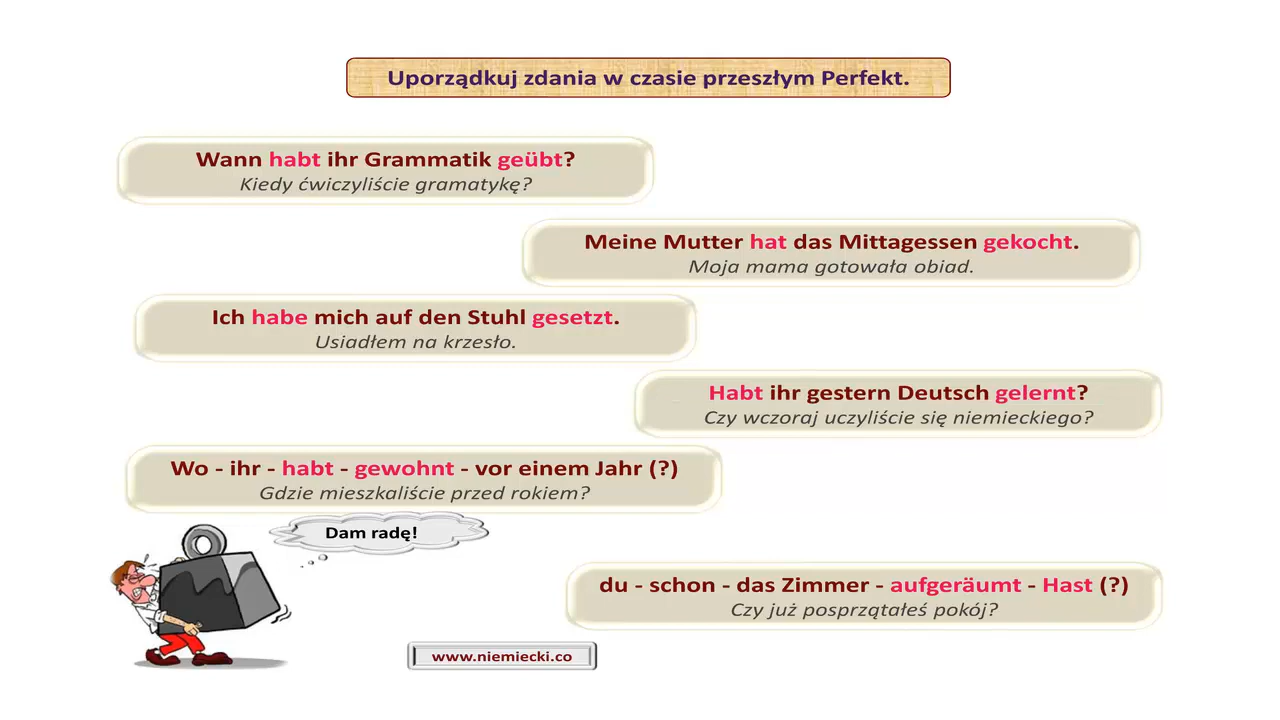 Uporządkuj zdania w czasie przeszłym Perfekt.
Wann habt ihr Grammatik geübt?
Kiedy ćwiczyliście gramatykę?
Meine Mutter hat das Mittagessen gekocht.
Moja mama gotowała obiad.
Ich habe mich auf den Stuhl gesetzt.
Usiadłem na krzesło.
Habt ihr gestern Deutsch gelernt?
Czy wczoraj uczyliście się niemieckiego?
Wo - ihr - habt - gewohnt - vor einem Jahr (?)
Gdzie mieszkaliście przed rokiem?
Dam radę!
du - schon - das Zimmer - aufgeräumt - Hast (?)
Czy już posprzątałeś pokój?
www.niemiecki.co